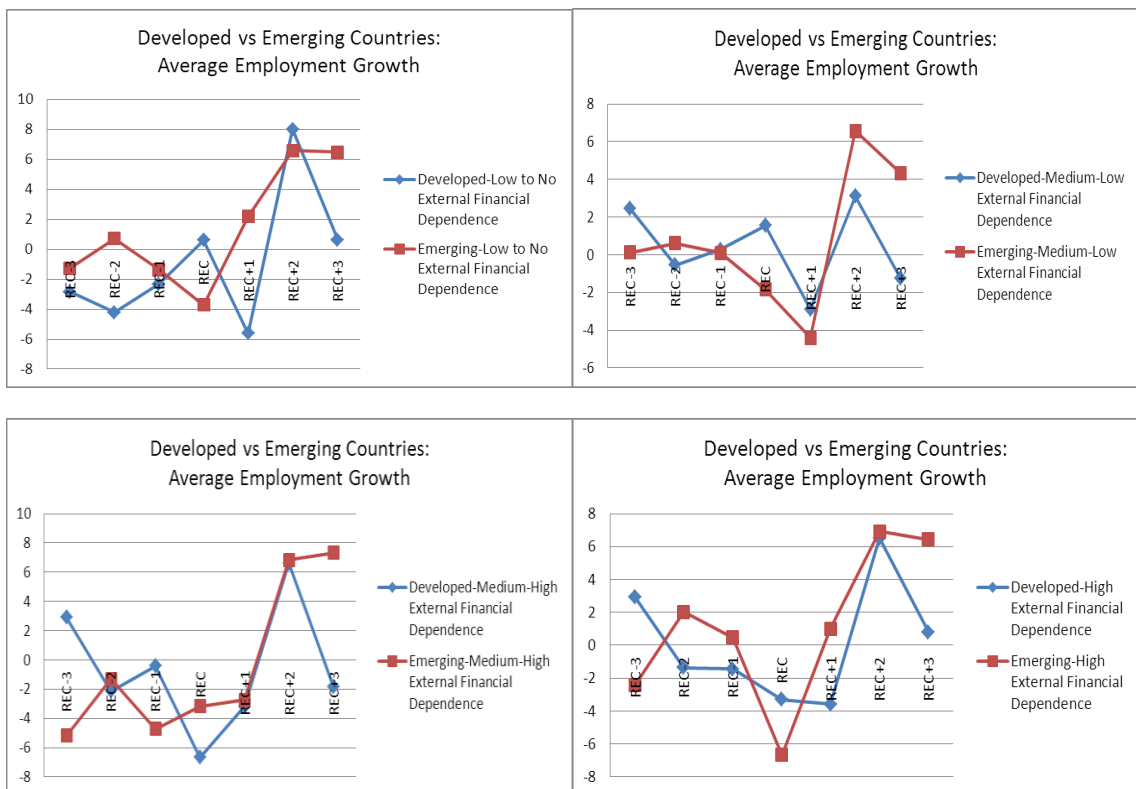 Developed vs Emerging Countries:
Average Employment Growth
10
8
6
4
2
0
-2
-4
-6
-8
REC-3
REC-2
REC-1
REC
REC+1
REC+2
REC+3
Developed-Low to No
External Financial
Dependence
Emerging-Low to No
External Financial
Dependence
Developed vs Emerging Countries:
Average Employment Growth
8
6
4
2
0
-2
-4
-6
REC-3
REC-2
REC-1
REC
REC+1
REC+2
REC+3
Developed-Medium-Low
External Financial
Dependence
Emerging-Medium-Low
External Financial
Dependence
Developed vs Emerging Countries:
Average Employment Growth
10
8
6
4
2
0
-2
-4
-6
-8
REC-3
REC-2
REC-1
REC
REC+1
REC+2
REC+3
Developed-Medium-High
External Financial
Dependence
Emerging-Medium-High
External Financial
Dependence
Developed vs Emerging Countries:
Average Employment Growth
8
6
4
2
0
-2
-4
-6
-8
REC-3
REC-2
REC-1
REC
REC+1
REC+2
REC+3
Developed-High
External Financial
Dependence
Emerging-High
External Financial
Dependence